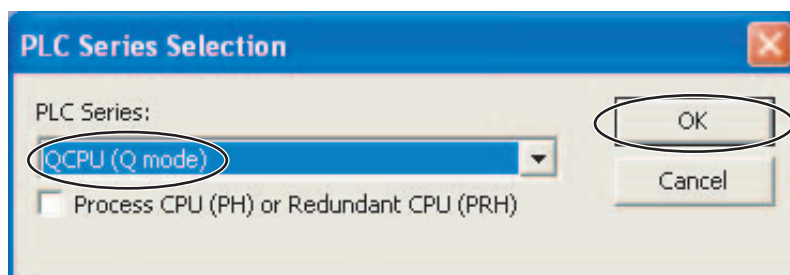 PLC Series Selection
PLC Series:
QCPU (Q mode)
OK
Process CPU (PH) or Redundant CPU (PRH)
Cancel